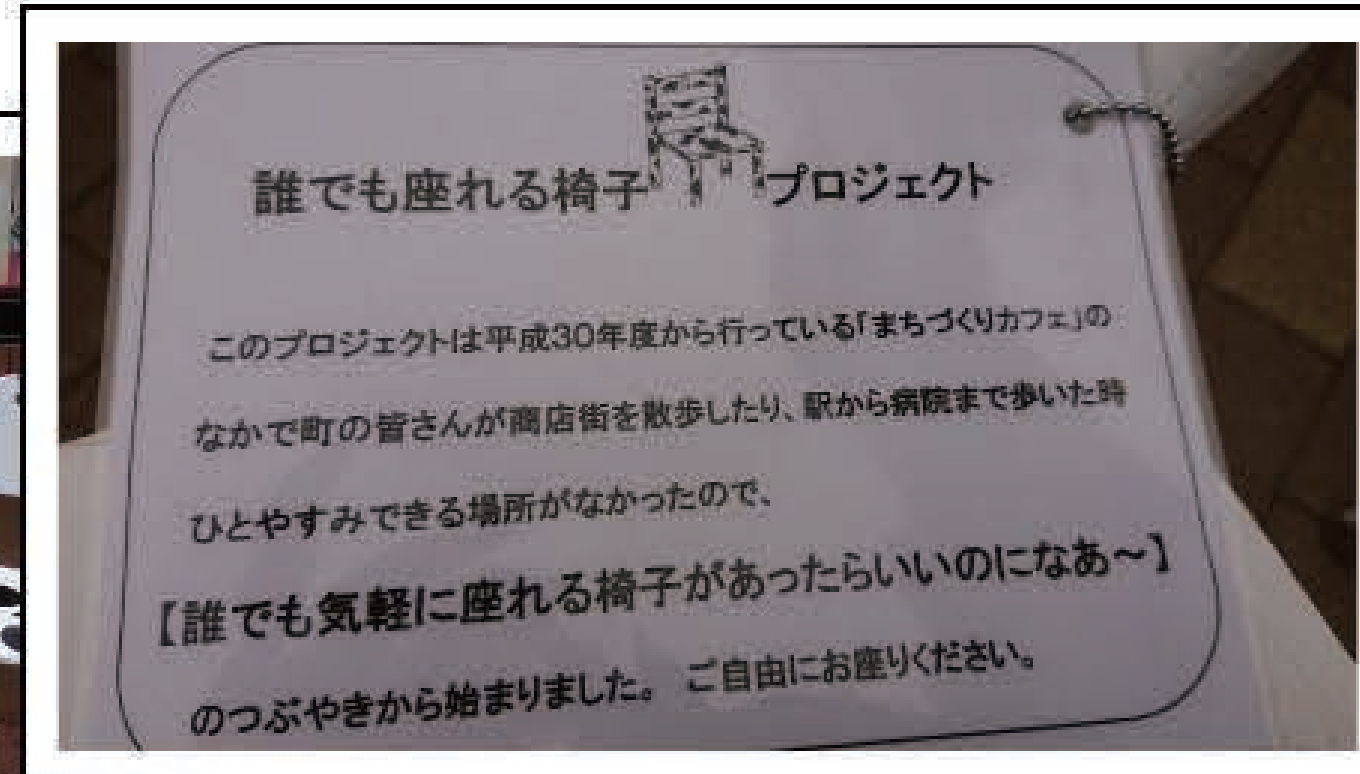 誰でも座れる椅子プロジェクト
このプロジェクトは平成30年度から行っている「まちづくりカフェ」の
なかで町の皆さんが商店街を散歩したり、駅から病院まで歩いた時
ひとやすみできる場所がなかったので、
【誰でも気軽に座れる椅子があったらいいのになあ～】
のつぶやきから始まりました。 ご自由にお座りください。